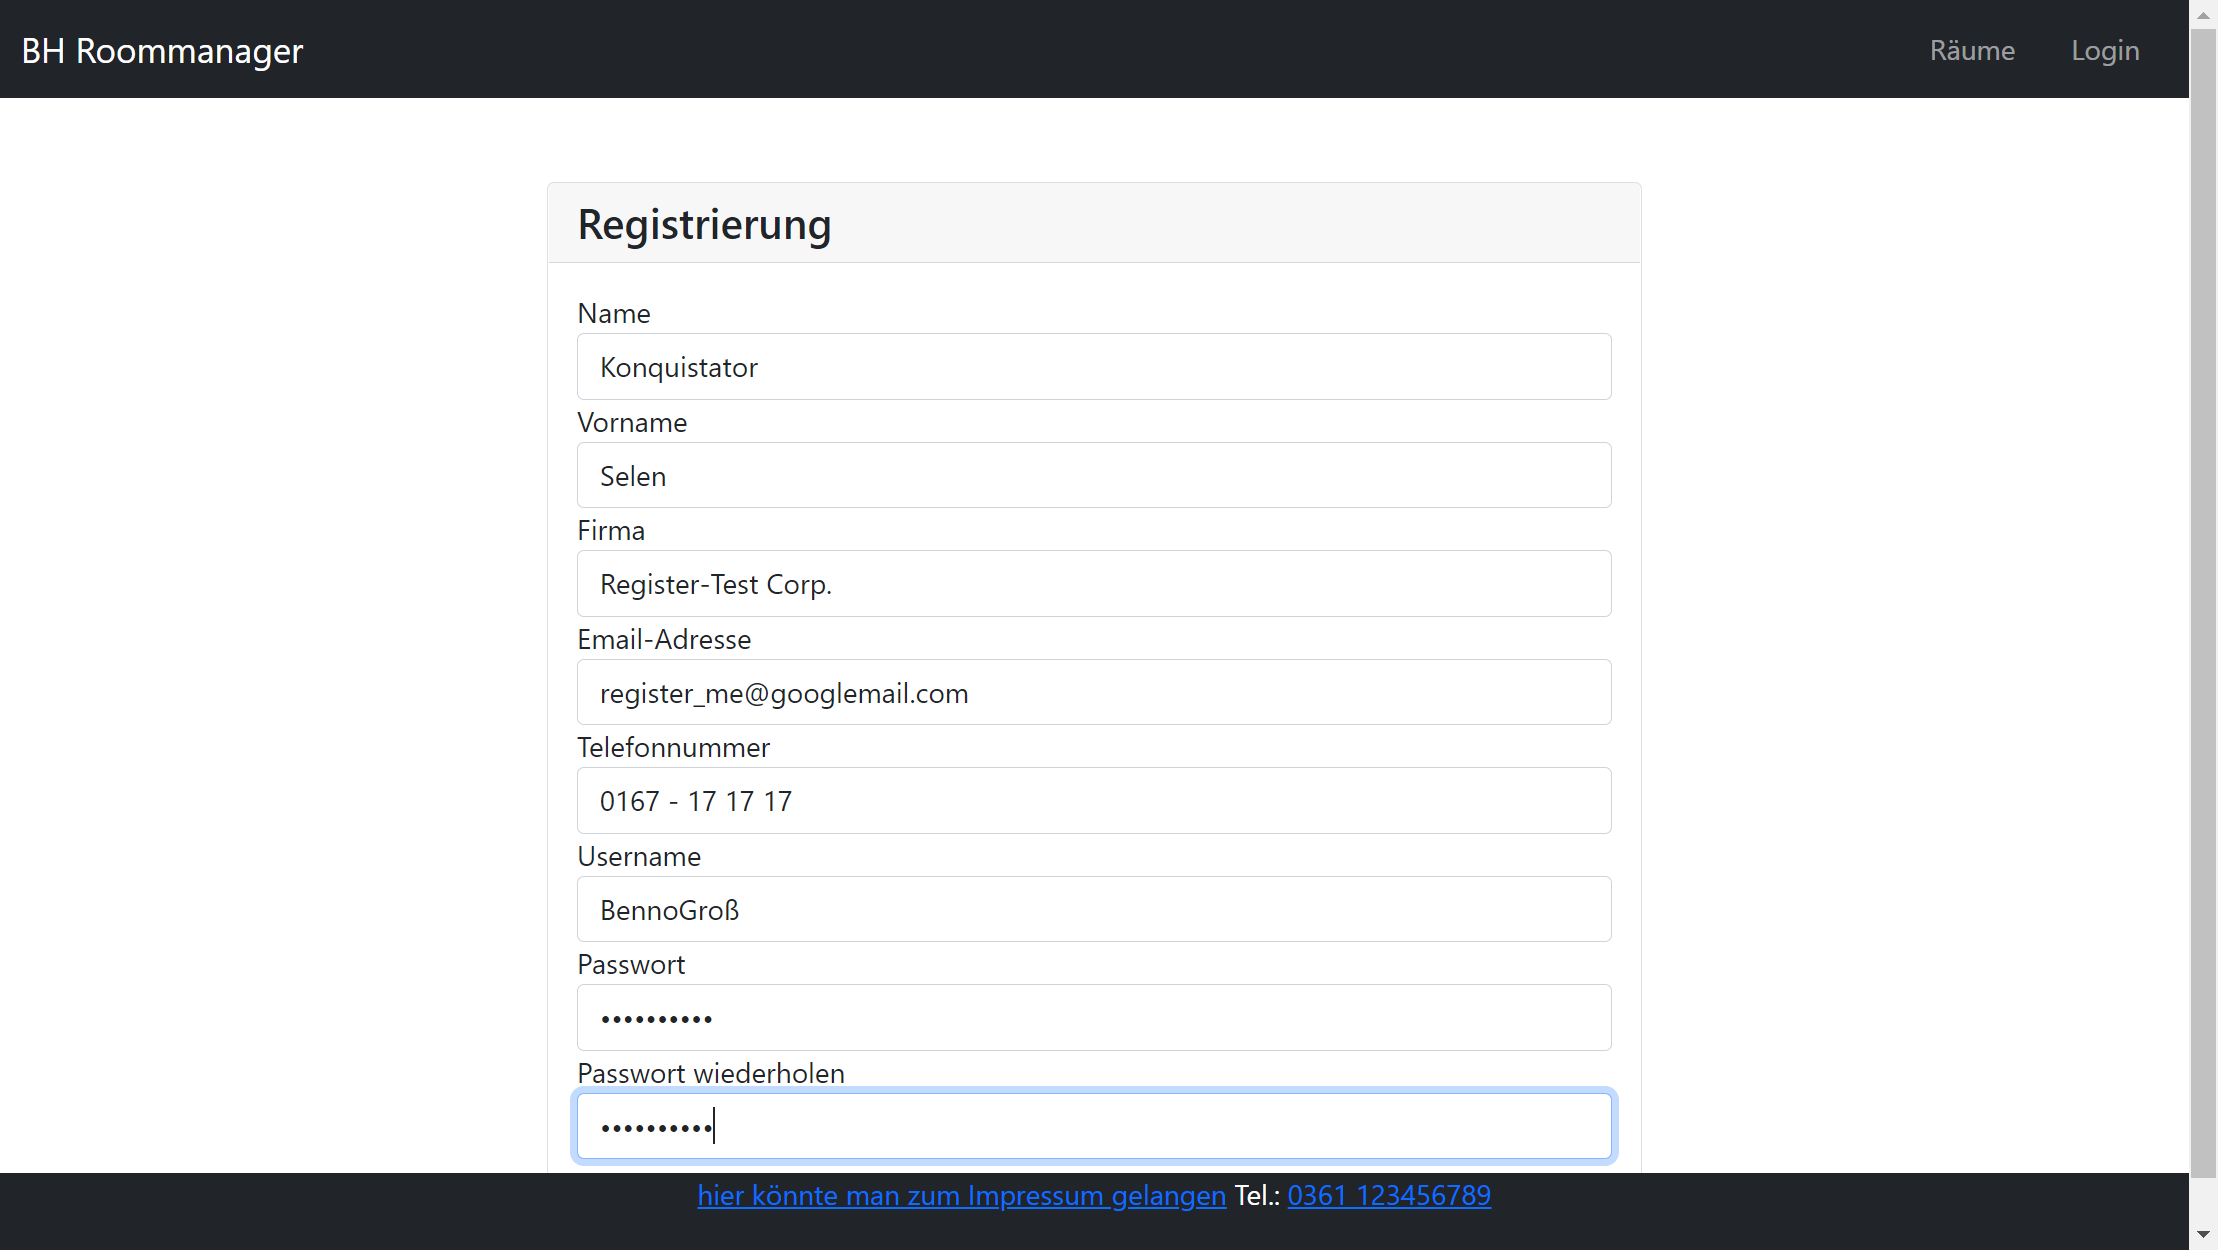 BH Roommanager Räume Login
Registrierung
Name
Konquistator
Vorname
Selen
Firma
Register-Test Corp.
Email-Adresse
register_me@googlemail.com
Telefonnummer
0167 - 17 17 17
Username
BennoGroß
Passwort
••••••••••
Passwort wiederholen
••••••••••
hier könnte man zum Impressum gelangen Tel.: 0361 123456789